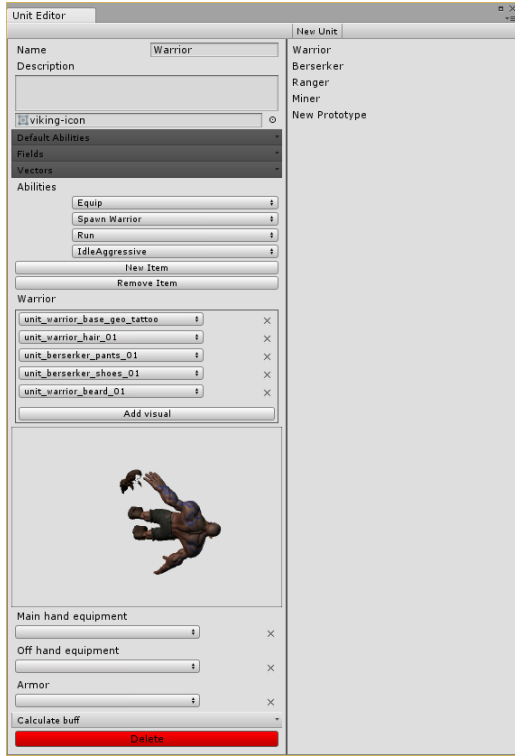 Unit Editor
New Unit
Name Warrior
Description
viking-icon
Default Abilities
Fields
Vectors
Abilities
Equip
Spawn Warrior
Run
IdleAggressive
New Item
Remove Item
Warrior
unit_warrior_base_geo_tattoo
unit_warrior_hair_01
unit_berserker_pants_01
unit_berserker_shoes_01
unit_warrior_beard_01
Add visual
Main hand equipment
Off hand equipment
Armor
Calculate buff
Delete
Warrior
Berserker
Ranger
Miner
New Prototype